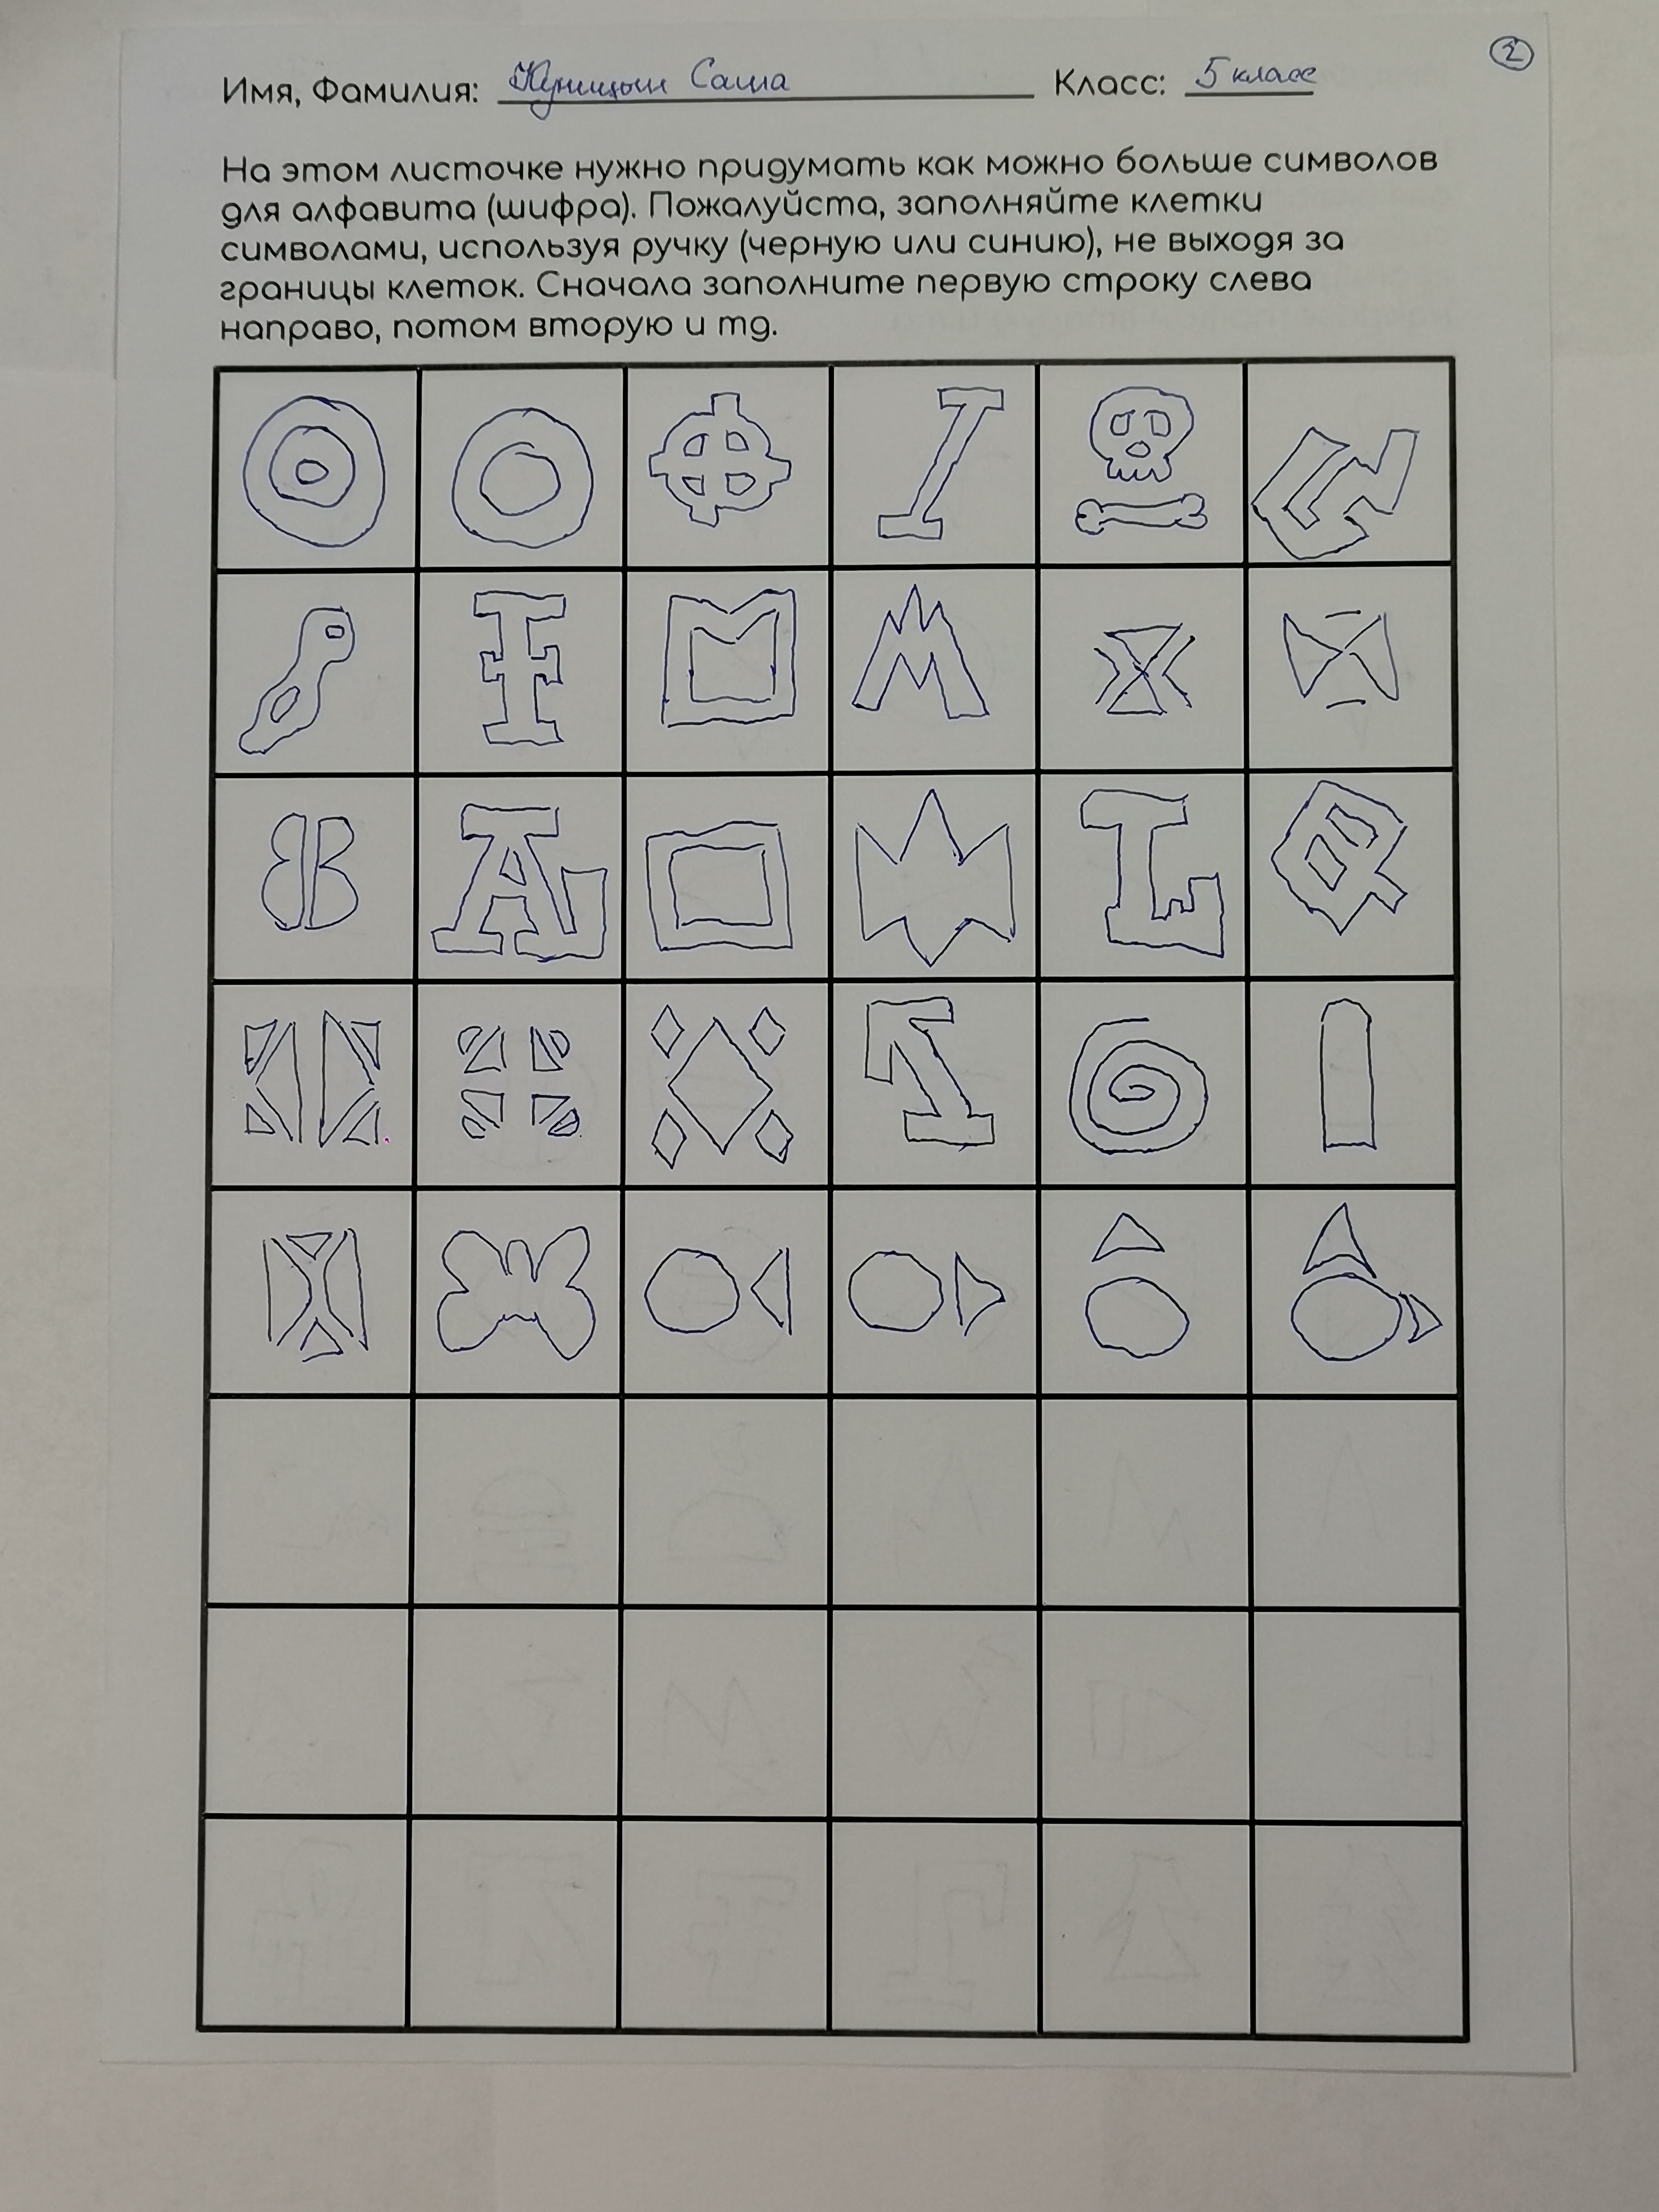 2
Имя, Фамилия: Куницын Саша Класс: 5 класс
На этом листочке нужно придумать как можно больше символов
для алфавита (шифра). Пожалуйста, заполняйте клетки
символами, используя ручку (черную или синию), не выходя за
границы клеток. Сначала заполните первую строку слева
направо, потом вторую и тд.